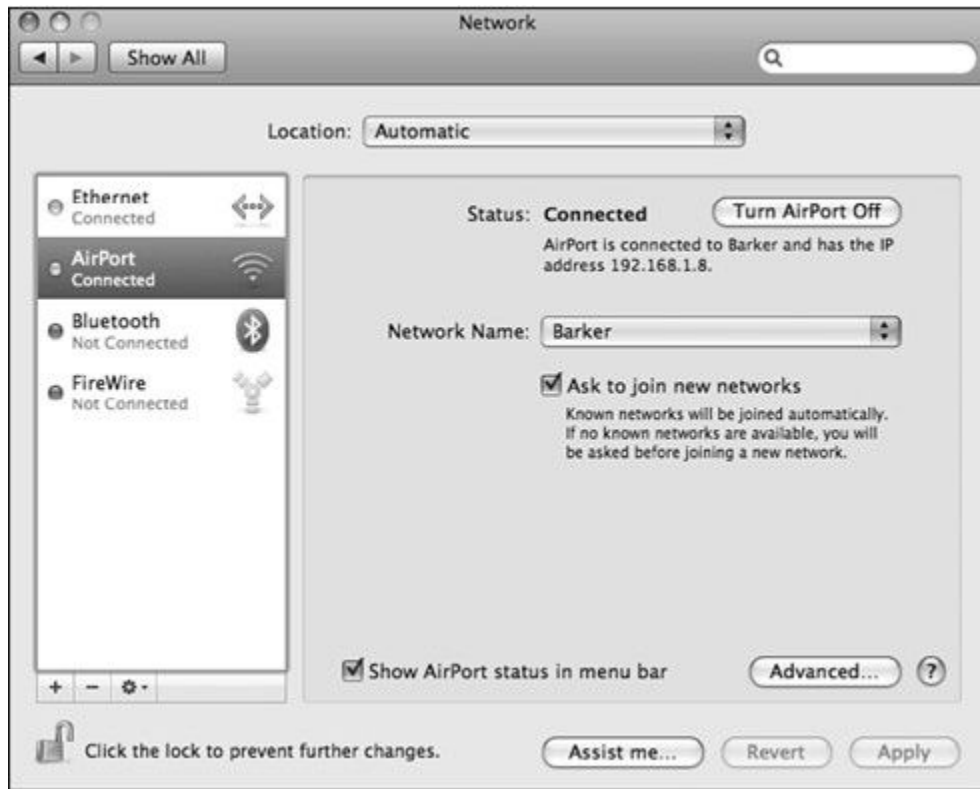 Network
Show All
Location: Automatic
Ethernet
Connected
AirPort
Connected
Bluetooth
Not Connected
FireWire
Not Connected
Status: Connected
Turn AirPort Off
AirPort is connected to Barker and has the IP
address 192.168.1.8.
Network Name: Barker
Ask to join new networks
Known networks will be joined automatically.
If no known networks are available, you will
be asked before joining a new network.
Show AirPort status in menu bar
Advanced... ?
Click the lock to prevent further changes.
Assist me... Revert Apply